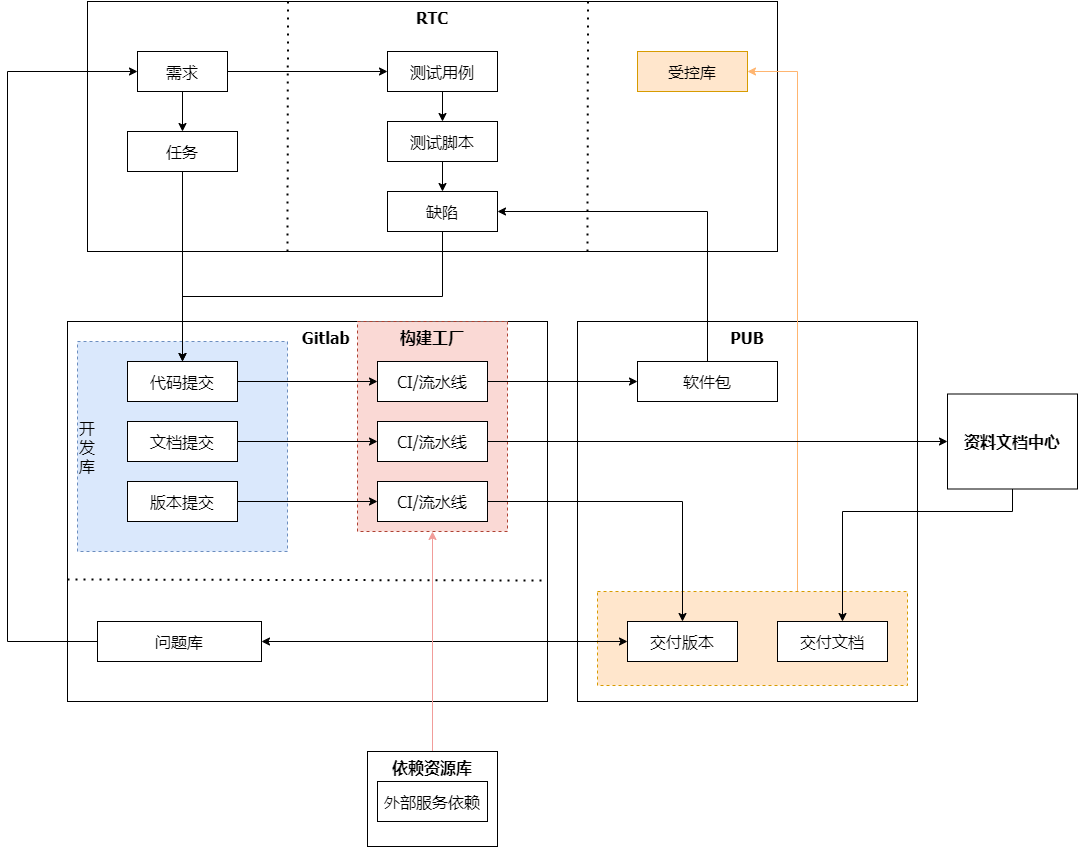 RTC
需求
测试用例
受控库
任务
测试脚本
缺陷
Gitlab
构建工厂
PUB
开
发
库
代码提交
CI/流水线
软件包
文档提交
CI/流水线
资料文档中心
版本提交
CI/流水线
问题库
交付版本
交付文档
依赖资源库
外部服务依赖